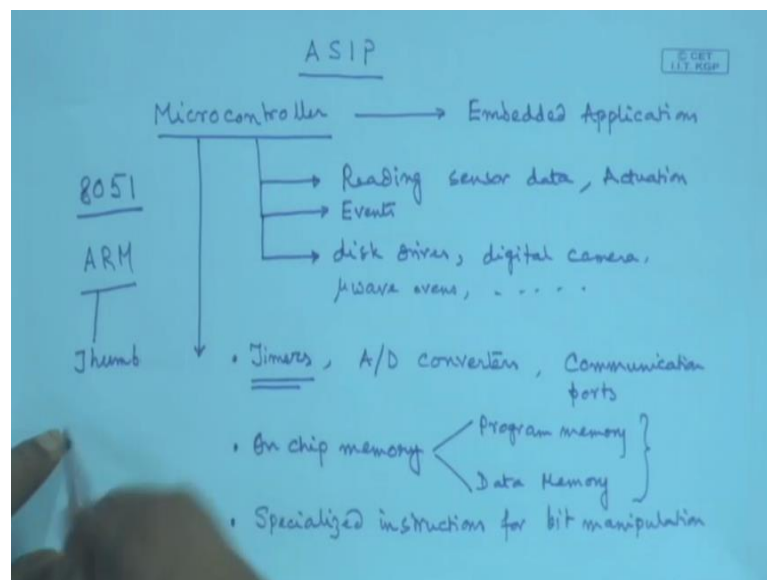 ASIP
© CET
I.I.T. KGP
Microcontroller → Embedded Application
8051
Reading sensor data, Actuation
Events
ARM
disk drives, digital camera,
μwave ovens, . . . . .
Thumb
• Timers, A/D converters, Communication
ports
• On chip memory
Program memory
Data Memory
• Specialized instruction for bit manipulation